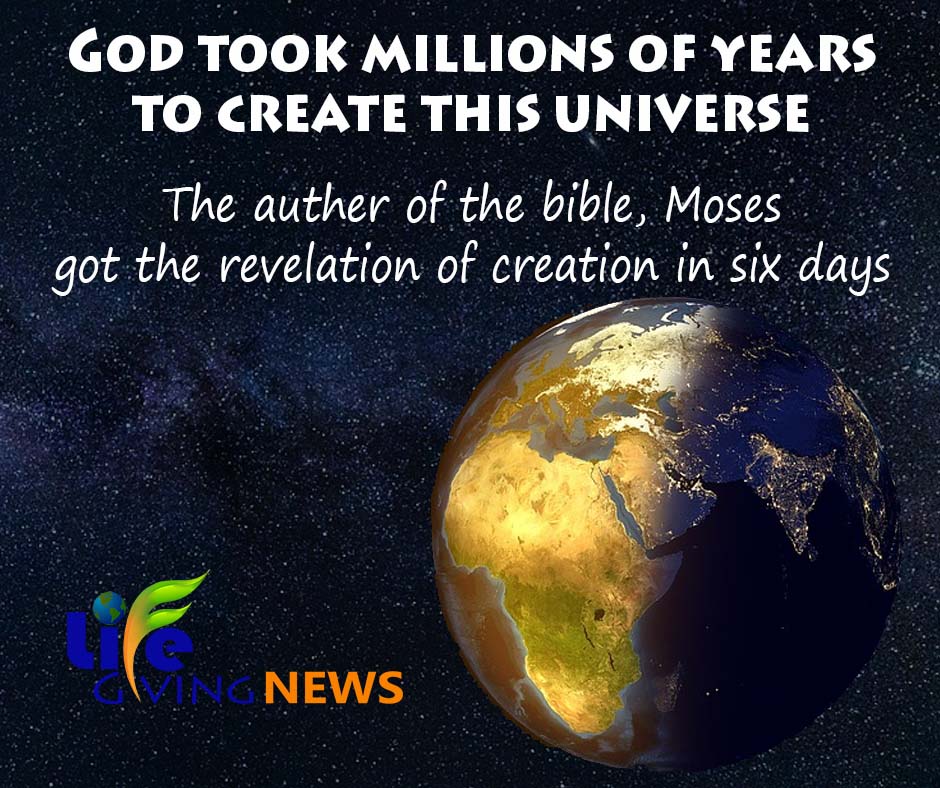 GOD TOOK MILLIONS OF YEARS
TO CREATE THIS UNIVERSE
The auther of the bible, Moses
got the revelation of creation in six days
LiFe
GIVING NEWS